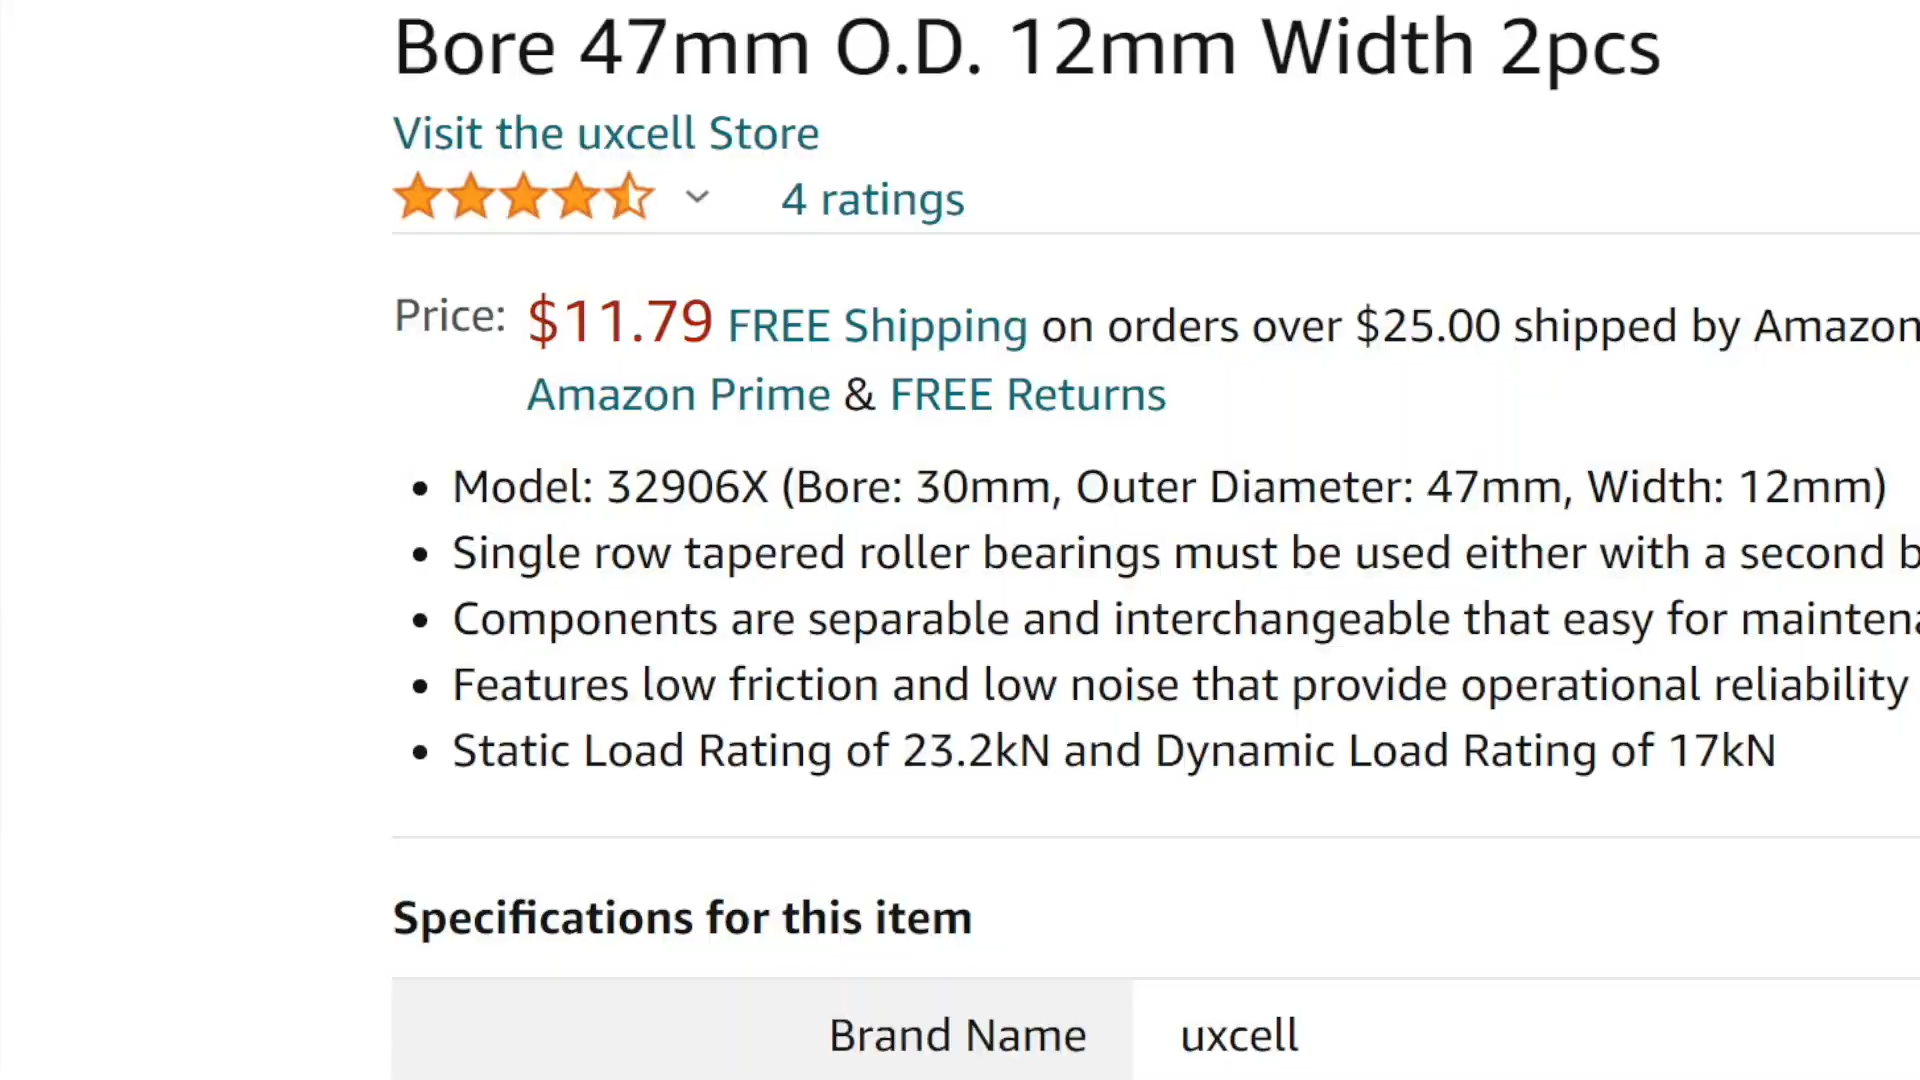 Bore 47mm O.D. 12mm Width 2pcs
Visit the uxcell Store
4 ratings
Price: $11.79 FREE Shipping on orders over $25.00 shipped by Amazon
Amazon Prime & FREE Returns
• Model: 32906X (Bore: 30mm, Outer Diameter: 47mm, Width: 12mm)
• Single row tapered roller bearings must be used either with a second b
• Components are separable and interchangeable that easy for maintena
• Features low friction and low noise that provide operational reliability
• Static Load Rating of 23.2kN and Dynamic Load Rating of 17kN
Specifications for this item
Brand Name uxcell